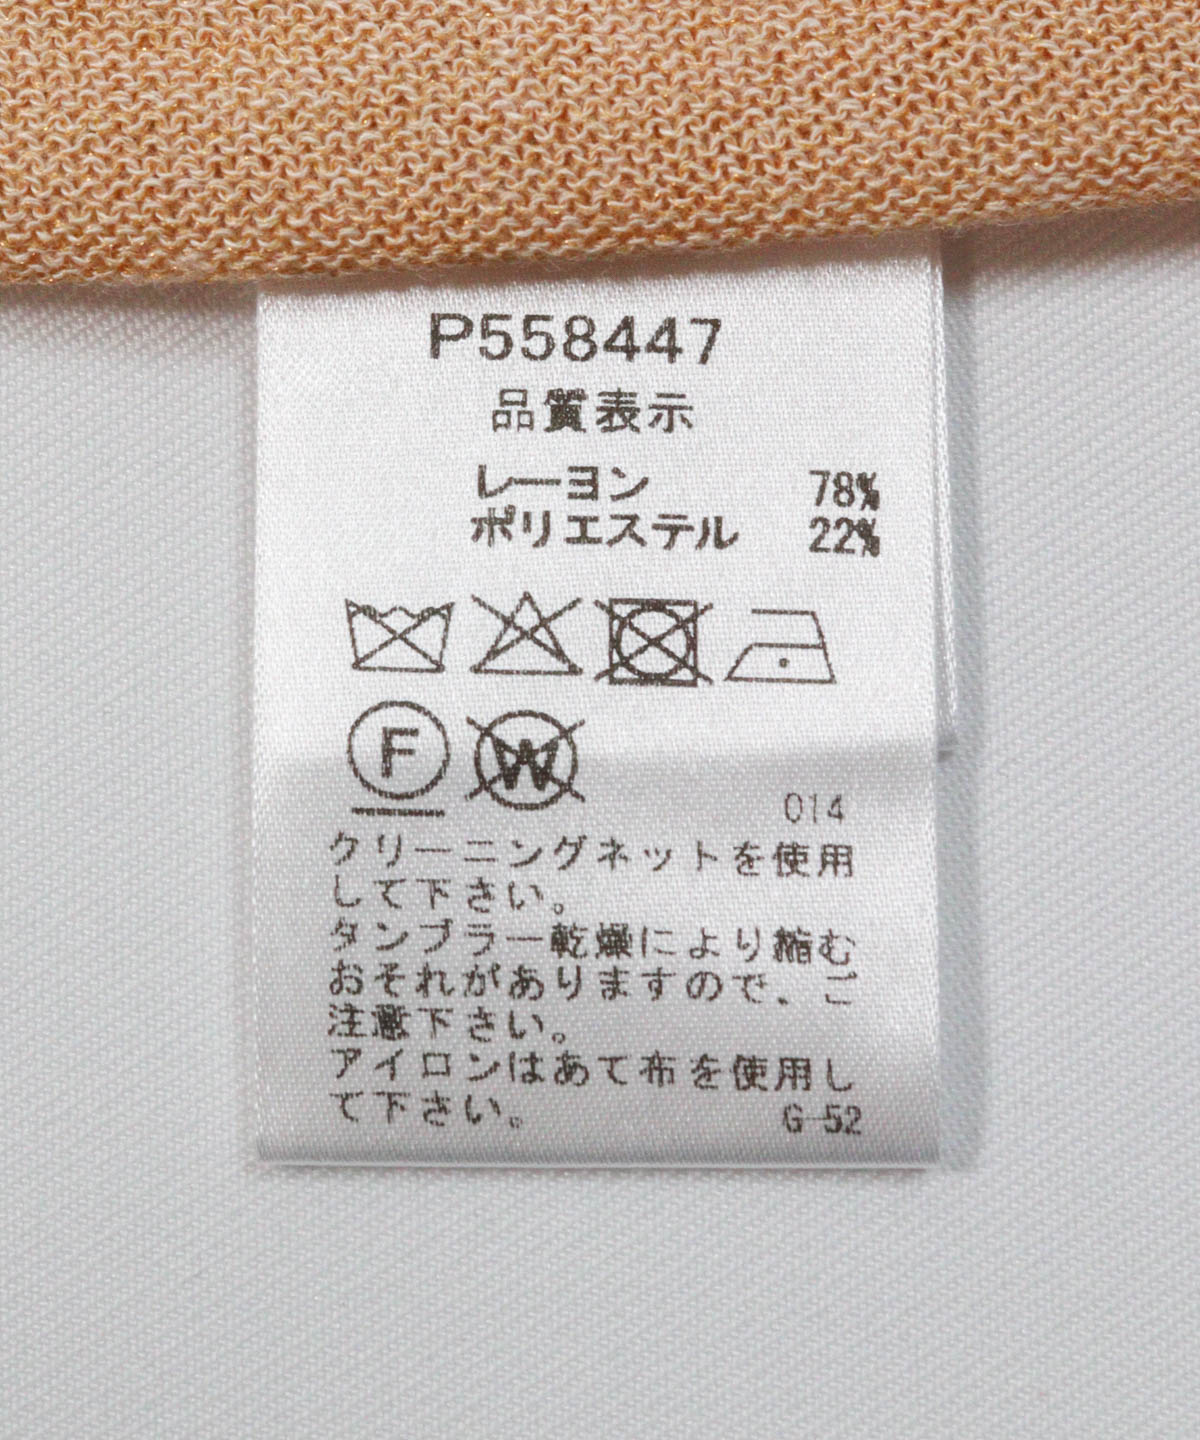 P558447
品質表示
レーヨン 78%
ポリエステル 22%
F W
014
クリーニングネットを使用
して下さい。
タンブラー乾燥により縮む
おそれがありますので、ご
注意下さい。
アイロンはあて布を使用し
て下さい。
G-52